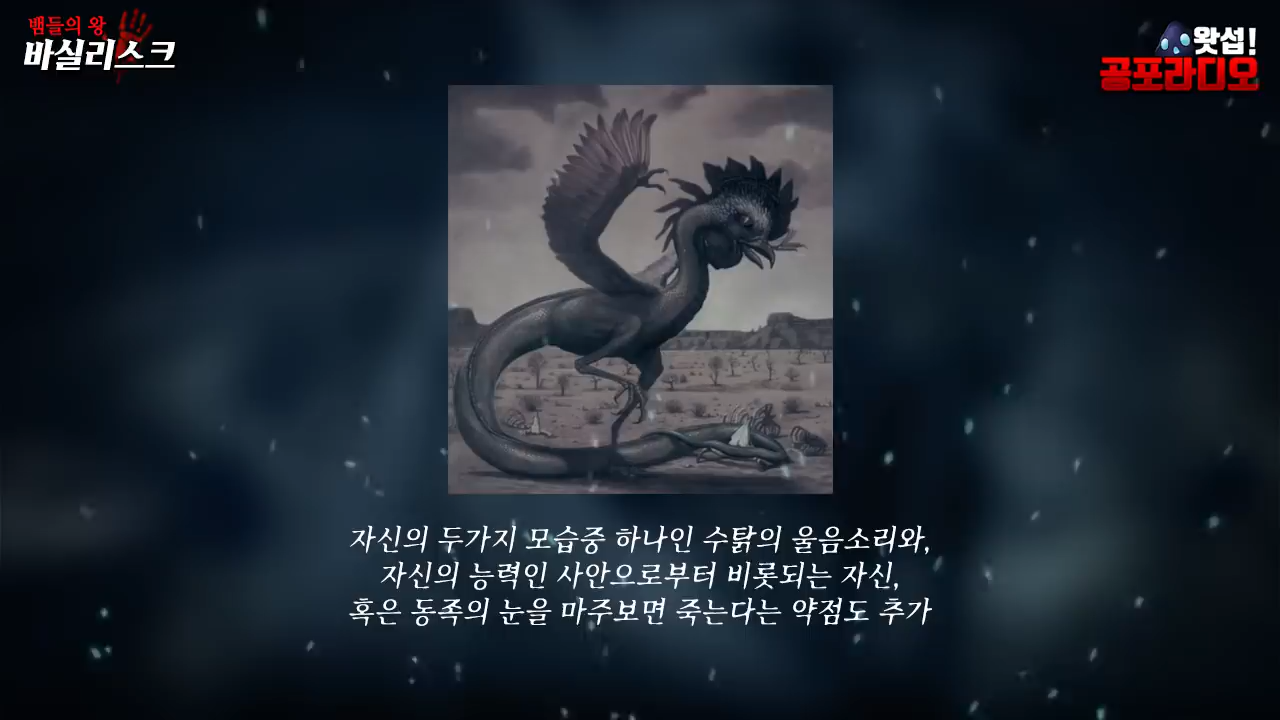 뱀들의 왕
바실리스크
왓섭!
공포라디오
자신의 두가지 모습중 하나인 수탉의 울음소리와,
자신의 능력인 사안으로부터 비롯되는 자신,
혹은 동족의 눈을 마주보면 죽는다는 약점도 추가